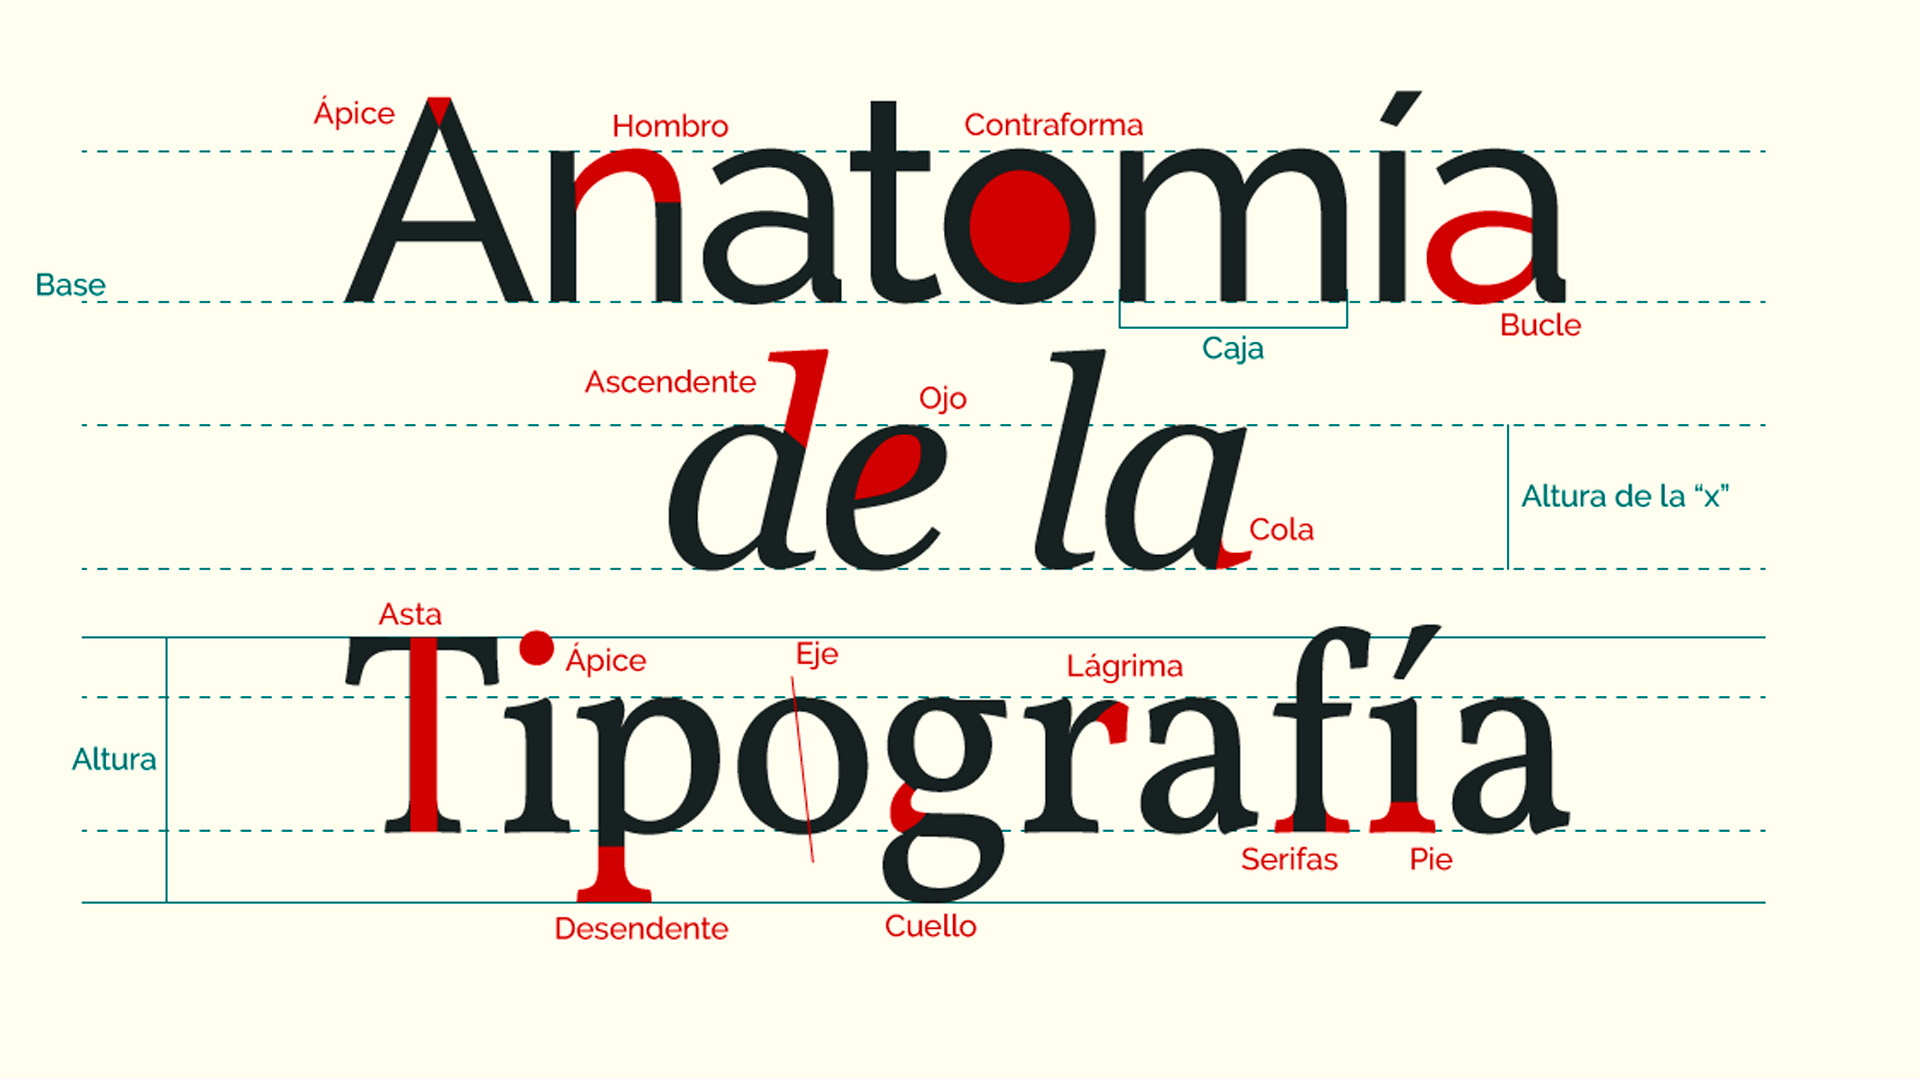 Ápice
Hombro
Contraforma
Anatomía
Base
Caja
Bucle
Ascendente
Ojo
de la
Altura de la “x”
Cola
Asta
Ápice
Eje
Lágrima
Tipografía
Altura
Serifas
Pie
Desendente
Cuello